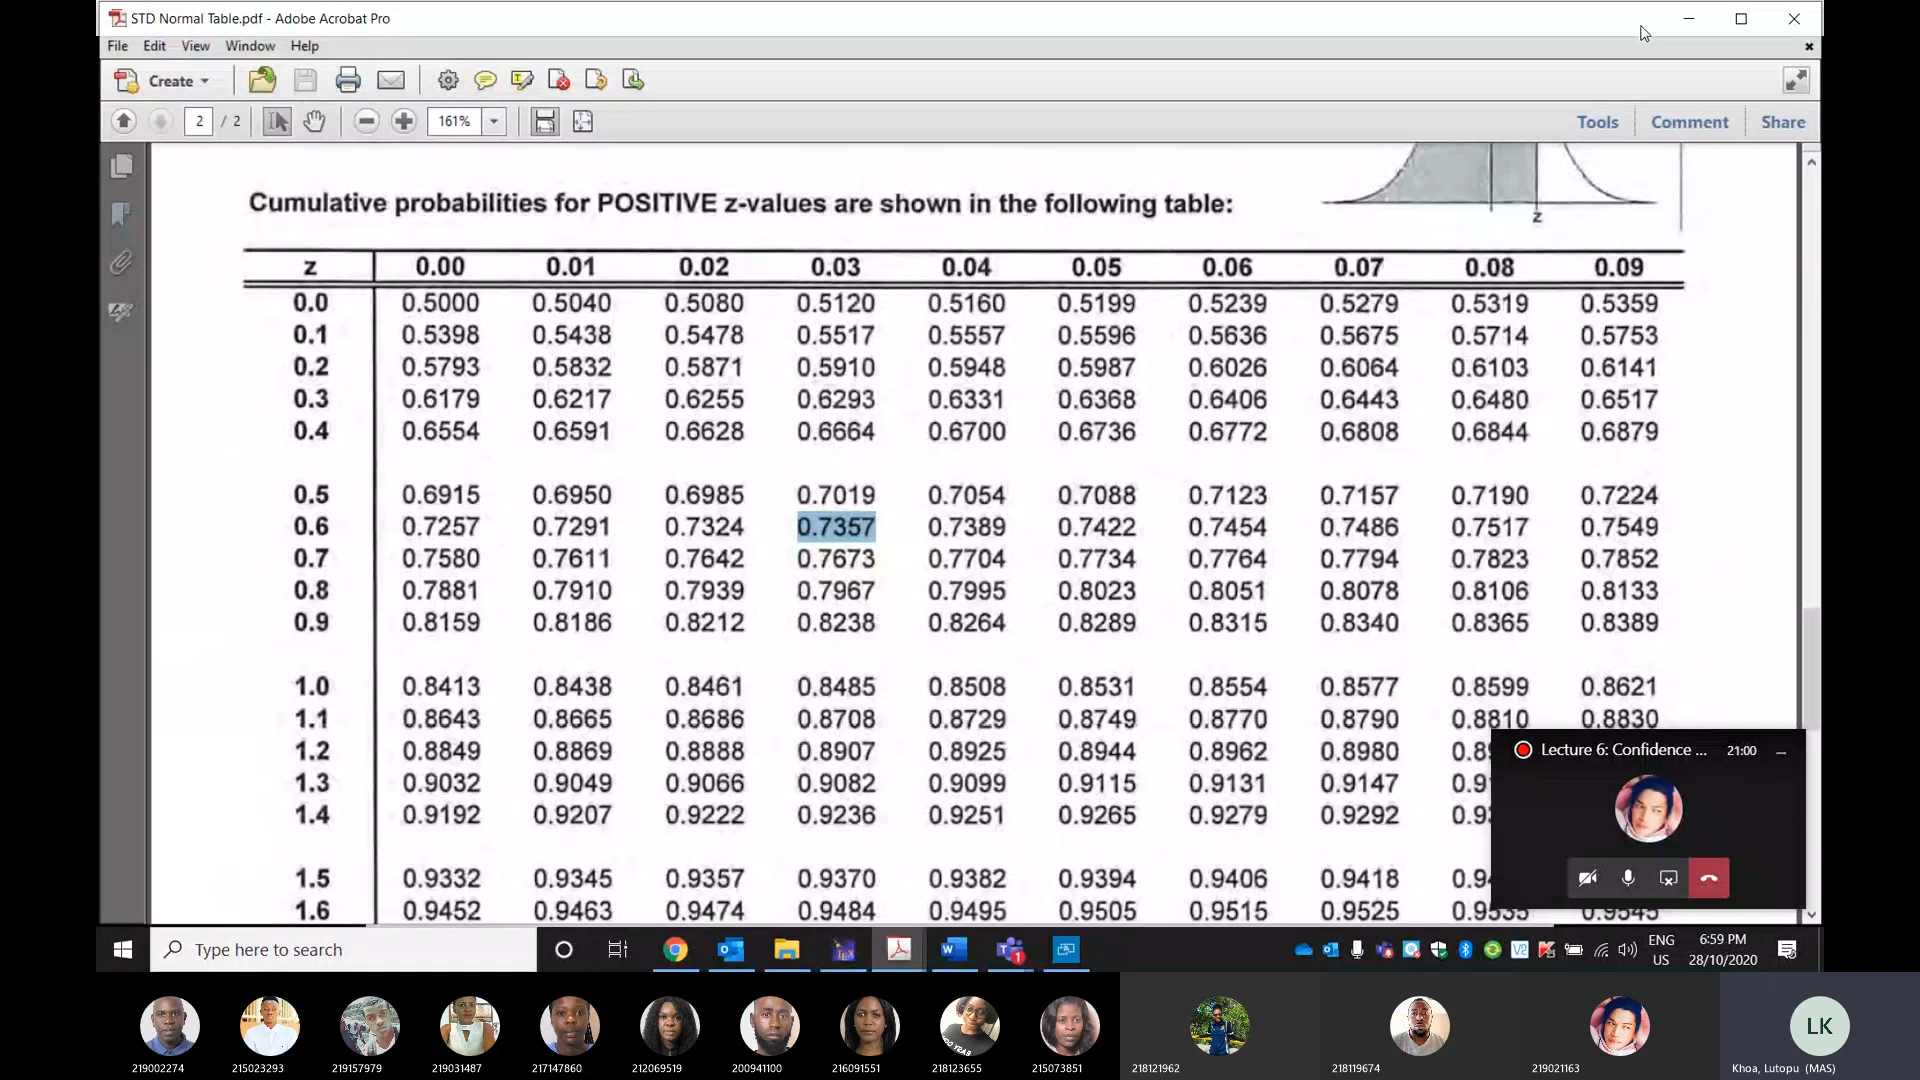 STD Normal Table.pdf - Adobe Acrobat Pro
File Edit View Window Help
Create
2 / 2 161% Tools Comment Share
Cumulative probabilities for POSITIVE z-values are shown in the following table:
z
z 0.00 0.01 0.02 0.03 0.04 0.05 0.06 0.07 0.08 0.09
0.0 0.5000 0.5040 0.5080 0.5120 0.5160 0.5199 0.5239 0.5279 0.5319 0.5359
0.1 0.5398 0.5438 0.5478 0.5517 0.5557 0.5596 0.5636 0.5675 0.5714 0.5753
0.2 0.5793 0.5832 0.5871 0.5910 0.5948 0.5987 0.6026 0.6064 0.6103 0.6141
0.3 0.6179 0.6217 0.6255 0.6293 0.6331 0.6368 0.6406 0.6443 0.6480 0.6517
0.4 0.6554 0.6591 0.6628 0.6664 0.6700 0.6736 0.6772 0.6808 0.6844 0.6879
0.5 0.6915 0.6950 0.6985 0.7019 0.7054 0.7088 0.7123 0.7157 0.7190 0.7224
0.6 0.7257 0.7291 0.7324 0.7357 0.7389 0.7422 0.7454 0.7486 0.7517 0.7549
0.7 0.7580 0.7611 0.7642 0.7673 0.7704 0.7734 0.7764 0.7794 0.7823 0.7852
0.8 0.7881 0.7910 0.7939 0.7967 0.7995 0.8023 0.8051 0.8078 0.8106 0.8133
0.9 0.8159 0.8186 0.8212 0.8238 0.8264 0.8289 0.8315 0.8340 0.8365 0.8389
1.0 0.8413 0.8438 0.8461 0.8485 0.8508 0.8531 0.8554 0.8577 0.8599 0.8621
1.1 0.8643 0.8665 0.8686 0.8708 0.8729 0.8749 0.8770 0.8790 0.8810 0.8830
1.2 0.8849 0.8869 0.8888 0.8907 0.8925 0.8944 0.8962 0.8980
1.3 0.9032 0.9049 0.9066 0.9082 0.9099 0.9115 0.9131 0.9147
1.4 0.9192 0.9207 0.9222 0.9236 0.9251 0.9265 0.9279 0.9292
1.5 0.9332 0.9345 0.9357 0.9370 0.9382 0.9394 0.9406 0.9418
1.6 0.9452 0.9463 0.9474 0.9484 0.9495 0.9505 0.9515 0.9525 0.9535 0.9545
Lecture 6: Confidence ... 21:00
Type here to search
ENG
US
6:59 PM
28/10/2020
LK
219002274 215023293 219157979 219031487 217147860 212069519 200941100 216091551 218123655 215073851 218121962 218119674 219021163 Khoa, Lutopu (MAS)